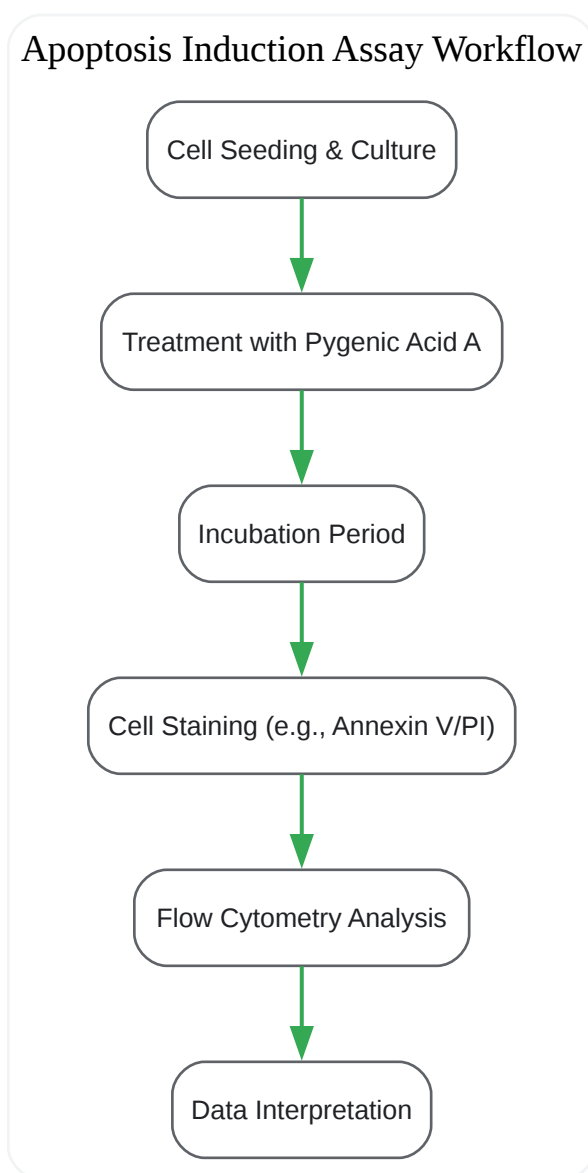 Apoptosis Induction Assay Workflow
Cell Seeding & Culture
Treatment with Pygenic Acid A
Incubation Period
Cell Staining (e.g., Annexin V/PI)
Flow Cytometry Analysis
Data Interpretation